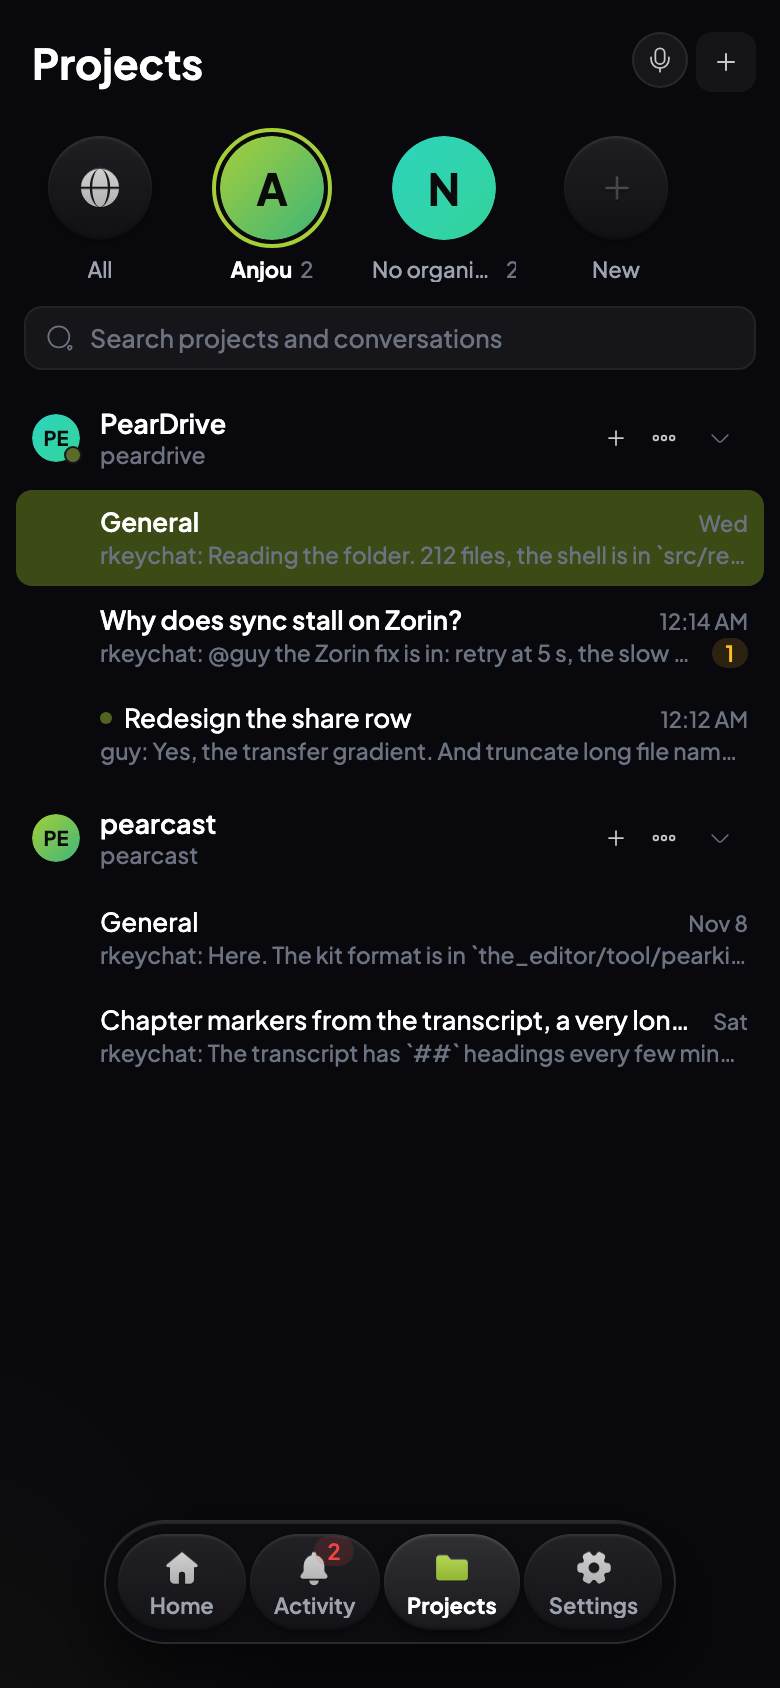 Projects
A
N
All
Anjou 2
No organi... 2
New
Search projects and conversations
PE
PearDrive
peardrive
General
Wed
rkeychat: Reading the folder. 212 files, the shell is in `src/re...
Why does sync stall on Zorin?
12:14 AM
rkeychat: @guy the Zorin fix is in: retry at 5 s, the slow ...
1
Redesign the share row
12:12 AM
guy: Yes, the transfer gradient. And truncate long file nam...
PE
pearcast
pearcast
General
Nov 8
rkeychat: Here. The kit format is in `the_editor/tool/pearki...
Chapter markers from the transcript, a very lon...
Sat
rkeychat: The transcript has `##` headings every few min...
2
Home
Activity
Projects
Settings